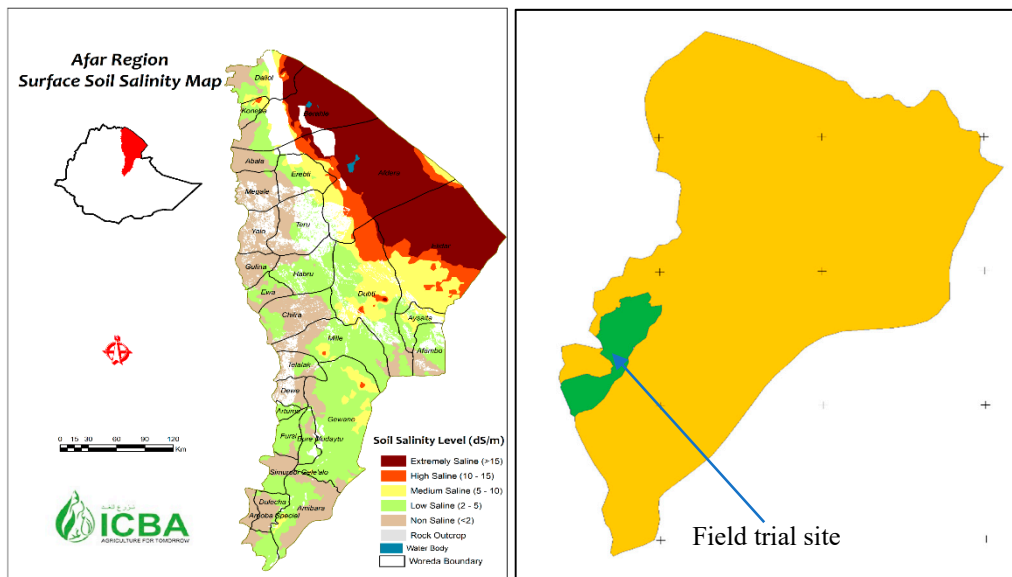 Afar Region
Surface Soil Salinity Map
Dallol
Koneba
Berahile
Abala
Afdera
Erebti
Megale
Teru
Yalo
Gulina
Habru
Ewa
Dubti
Chifra
Aysaita
Mille
Afambo
Telalak
Dewe
Artuma
Gewane
Fursi
Bure Mudaytu
Simurobi Gele'alo
Dulecha
Amibara
Argoba Special
0 15 30 60 90 120
Km
Soil Salinity Level (dS/m)
Extremely Saline (>15)
High Saline (10 - 15)
Medium Saline (5 - 10)
Low Saline (2 - 5)
Non Saline (<2)
Rock Outcrop
Water Body
Woreda Boundary
ICBA
AGRICULTURE FOR TOMORROW
Field trial site